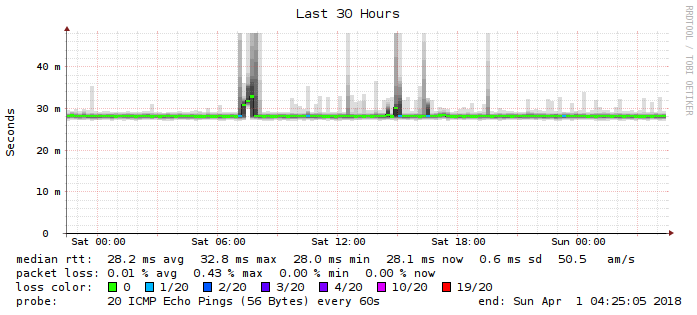 Last 30 Hours
RRDTOOL / TOBI OETIKER
Seconds
40 m
30 m
20 m
10 m
0
Sat 00:00 Sat 06:00 Sat 12:00 Sat 18:00 Sun 00:00
median rtt: 28.2 ms avg 32.8 ms max 28.0 ms min 28.1 ms now 0.6 ms sd 50.5 am/s
packet loss: 0.01 % avg 0.43 % max 0.00 % min 0.00 % now
loss color: 0 1/20 2/20 3/20 4/20 10/20 19/20
probe: 20 ICMP Echo Pings (56 Bytes) every 60s end: Sun Apr 1 04:25:05 2018